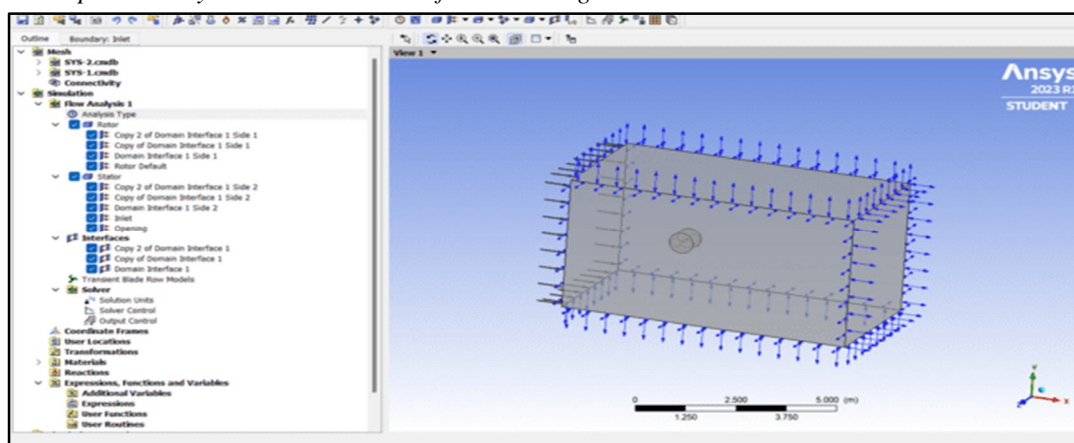 Outline Boundary: Inlet
Mesh
SYS-2.cmdb
SYS-1.cmdb
Connectivity
Simulation
Flow Analysis 1
Analysis Type
Rotor
Copy 2 of Domain Interface 1 Side 1
Copy of Domain Interface 1 Side 1
Domain Interface 1 Side 1
Rotor Default
Stator
Copy 2 of Domain Interface 1 Side 2
Copy of Domain Interface 1 Side 2
Domain Interface 1 Side 2
Inlet
Opening
Interfaces
Copy 2 of Domain Interface 1
Copy of Domain Interface 1
Domain Interface 1
Transient Blade Row Models
Solver
Solution Units
Solver Control
Output Control
Coordinate Frames
User Locations
Transformations
Materials
Reactions
Expressions, Functions and Variables
Additional Variables
Expressions
User Functions
User Routines
View 1
Ansys
2023 R1
STUDENT
0 2.500 5.000 (m)
1.250 3.750
Y
X
Z